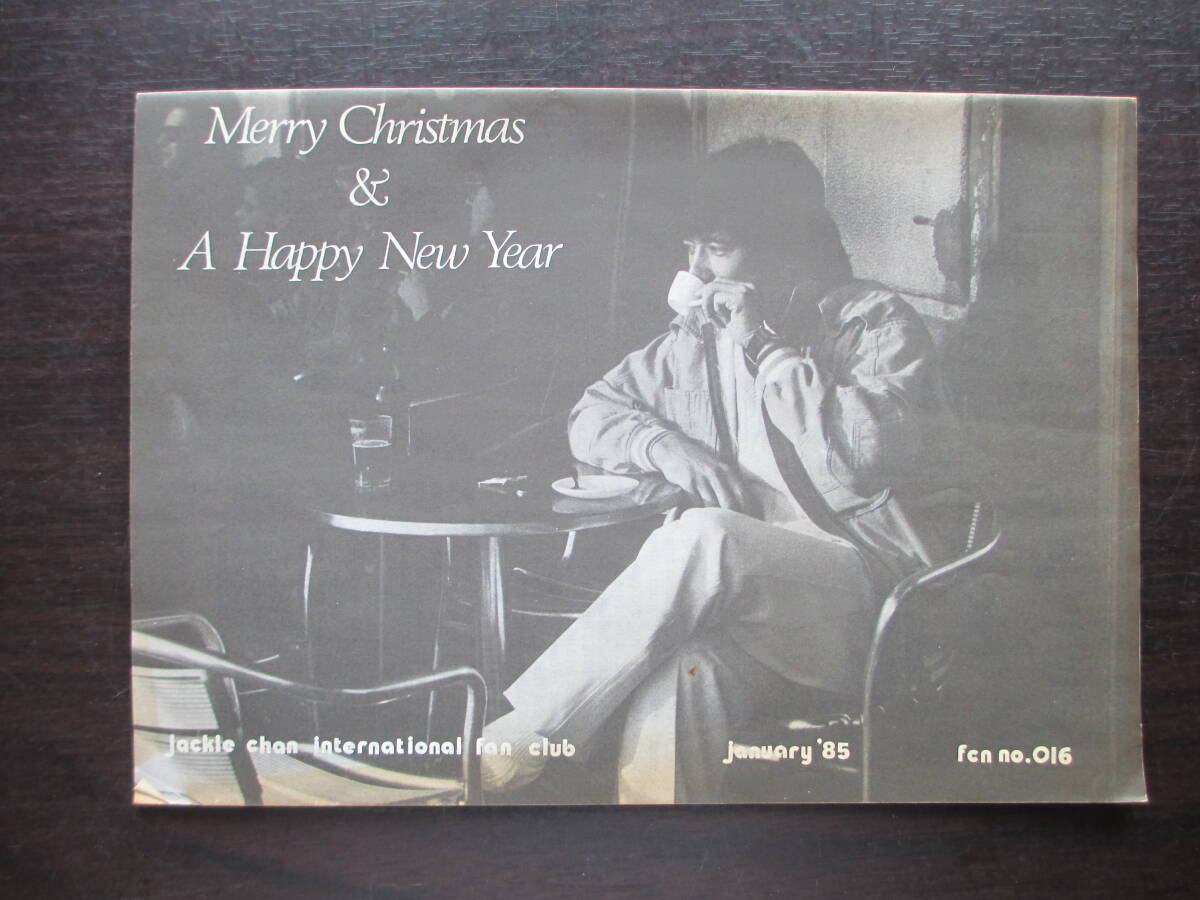 Merry Christmas
&
A Happy New Year
jackie chan international fan club january '85 fcn no.016